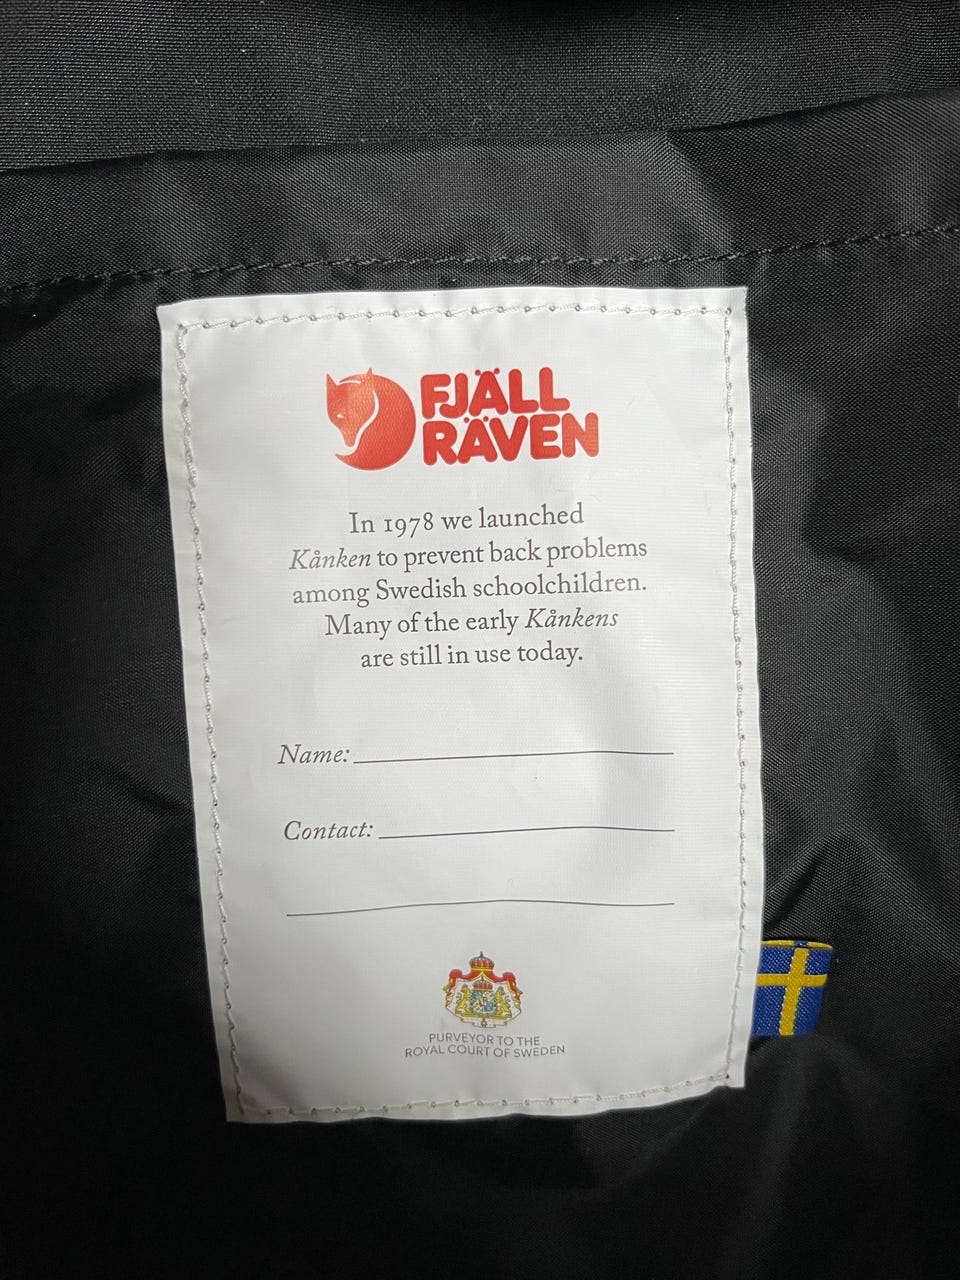 FJÄLL
RÄVEN
In 1978 we launched
Kånken to prevent back problems
among Swedish schoolchildren.
Many of the early Kånkens
are still in use today.
Name:
Contact:
PURVEYOR TO THE
ROYAL COURT OF SWEDEN